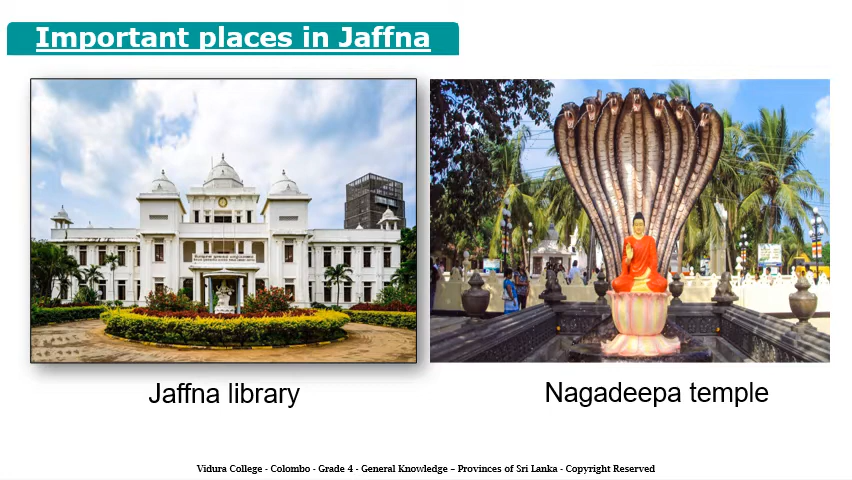 Important places in Jaffna
Jaffna library
Nagadeepa temple
Vidura College - Colombo - Grade 4 - General Knowledge – Provinces of Sri Lanka - Copyright Reserved